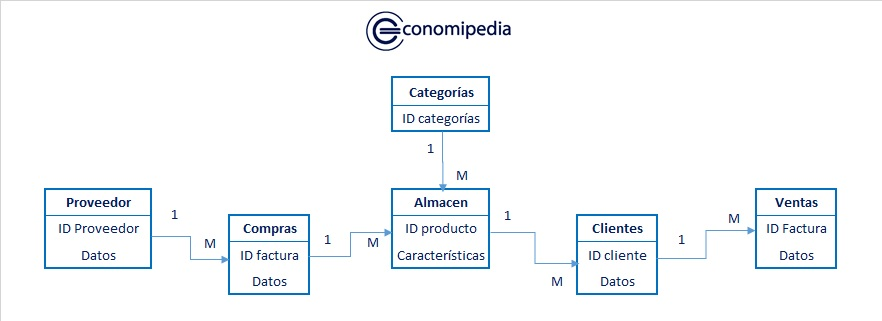 economipedia
Categorías
ID categorías
1
M
Proveedor
ID Proveedor
Datos
1
M
Compras
ID factura
Datos
1
M
Almacen
ID producto
Características
1
M
Clientes
ID cliente
Datos
1
M
Ventas
ID Factura
Datos